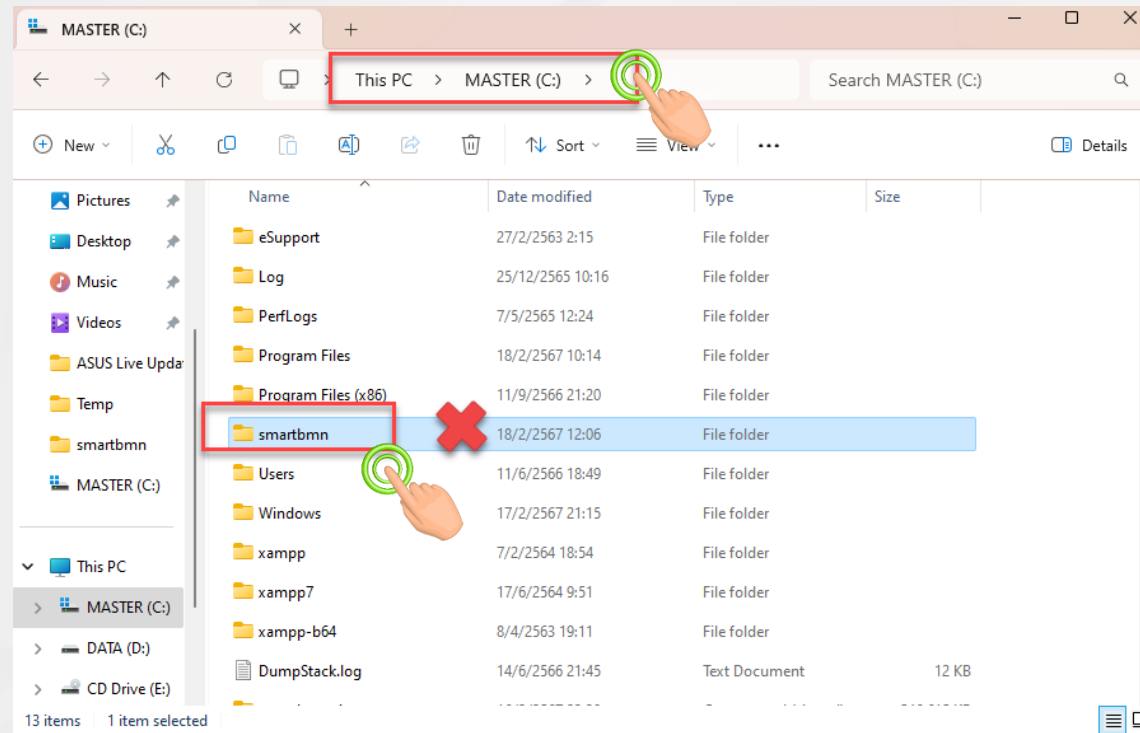 MASTER (C:)
This PC > MASTER (C:) >
Search MASTER (C:)
New
Sort
View
Details
Pictures
Desktop
Music
Videos
ASUS Live Upda
Temp
smartbmn
MASTER (C:)
This PC
MASTER (C:)
DATA (D:)
CD Drive (E:)
Name Date modified Type Size
eSupport 27/2/2563 2:15 File folder
Log 25/12/2565 10:16 File folder
PerfLogs 7/5/2565 12:24 File folder
Program Files 18/2/2567 10:14 File folder
Program Files (x86) 11/9/2566 21:20 File folder
smartbmn 18/2/2567 12:06 File folder
Users 11/6/2566 18:49 File folder
Windows 17/2/2567 21:15 File folder
xampp 7/2/2564 18:54 File folder
xampp7 17/6/2564 9:51 File folder
xampp-b64 8/4/2563 19:11 File folder
DumpStack.log 14/6/2566 21:45 Text Document 12 KB
13 items 1 item selected